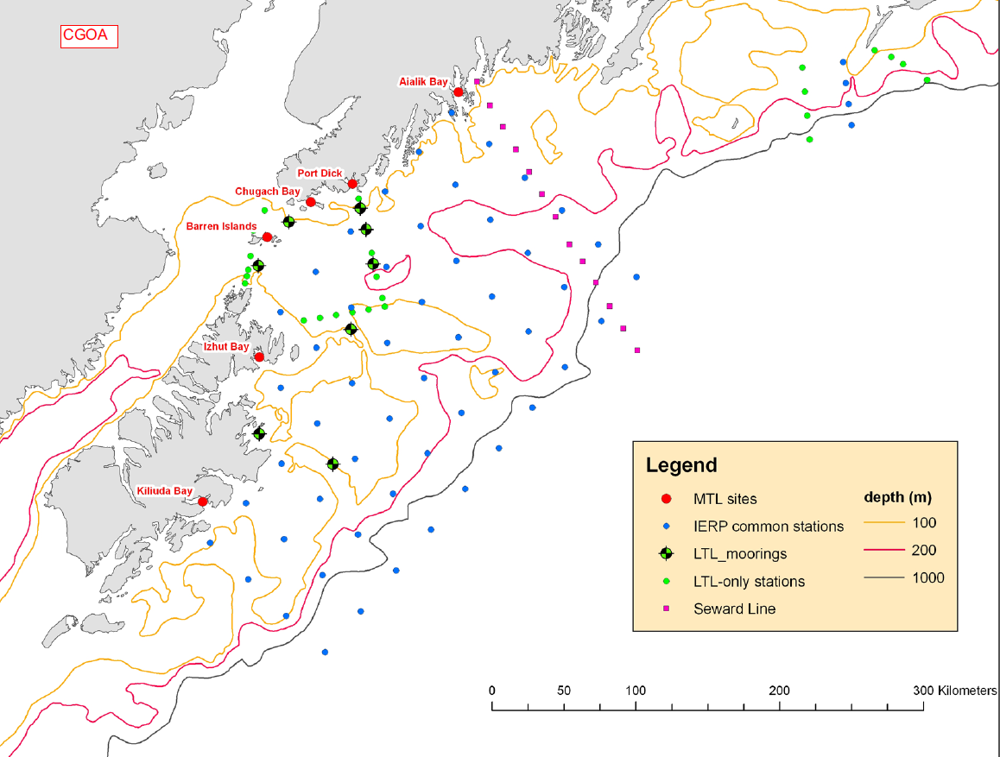 CGOA
Aialik Bay
Port Dick
Chugach Bay
Barren Islands
Izhut Bay
Kiliuda Bay
Legend
MTL sites
IERP common stations
LTL_moorings
LTL-only stations
Seward Line
depth (m)
100
200
1000
0 50 100 200 300 Kilometers